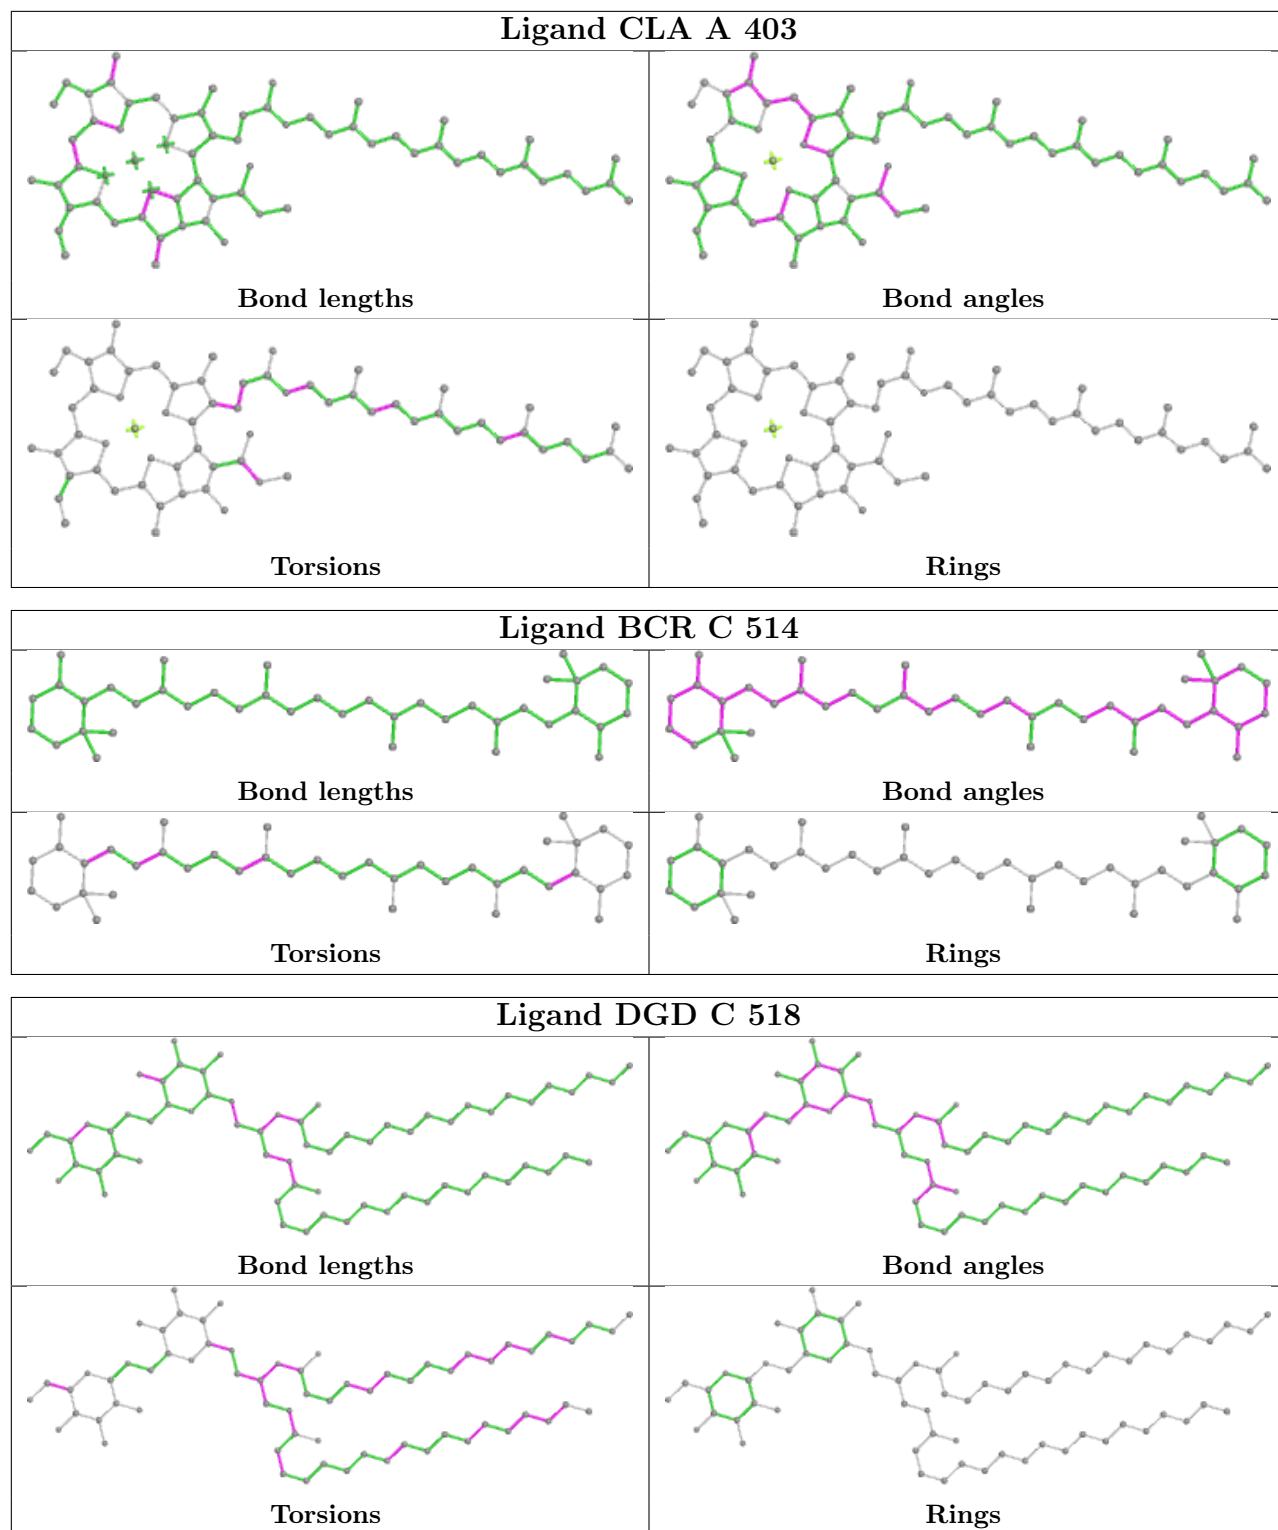 Ligand CLA A 403
Bond lengths
Bond angles
Torsions
Rings
Ligand BCR C 514
Bond lengths
Bond angles
Torsions
Rings
Ligand DGD C 518
Bond lengths
Bond angles
Torsions
Rings